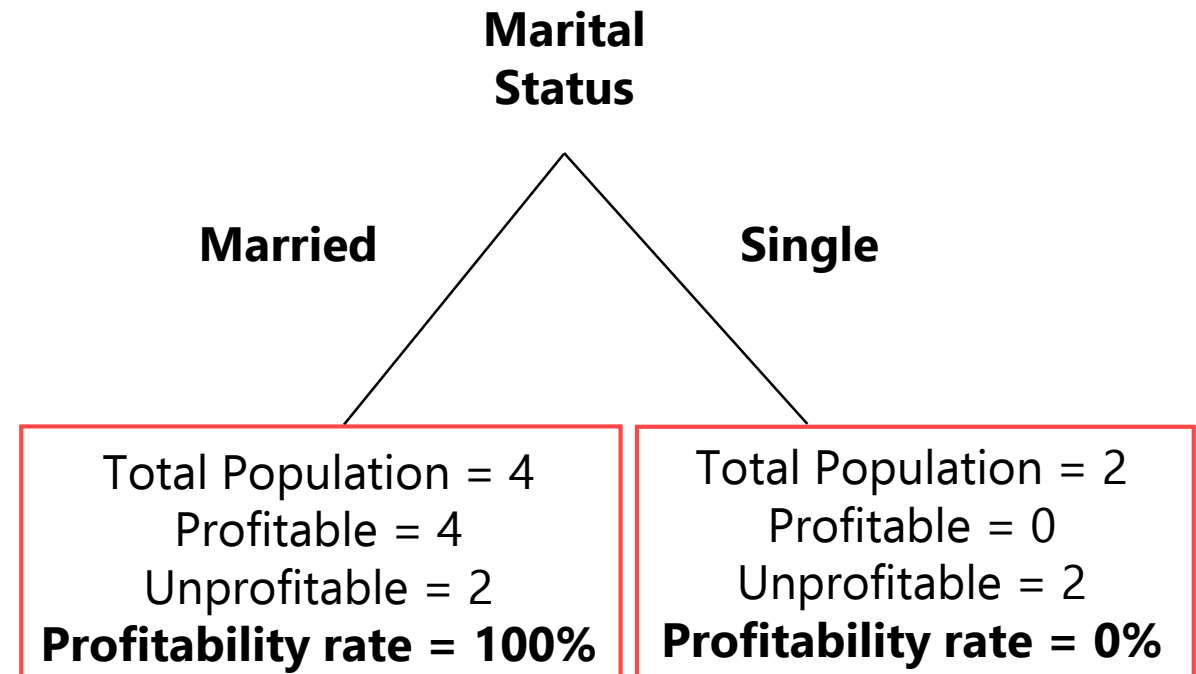 Marital
Status
Married
Single
Total Population = 4
Profitable = 4
Unprofitable = 2
Profitability rate = 100%
Total Population = 2
Profitable = 0
Unprofitable = 2
Profitability rate = 0%